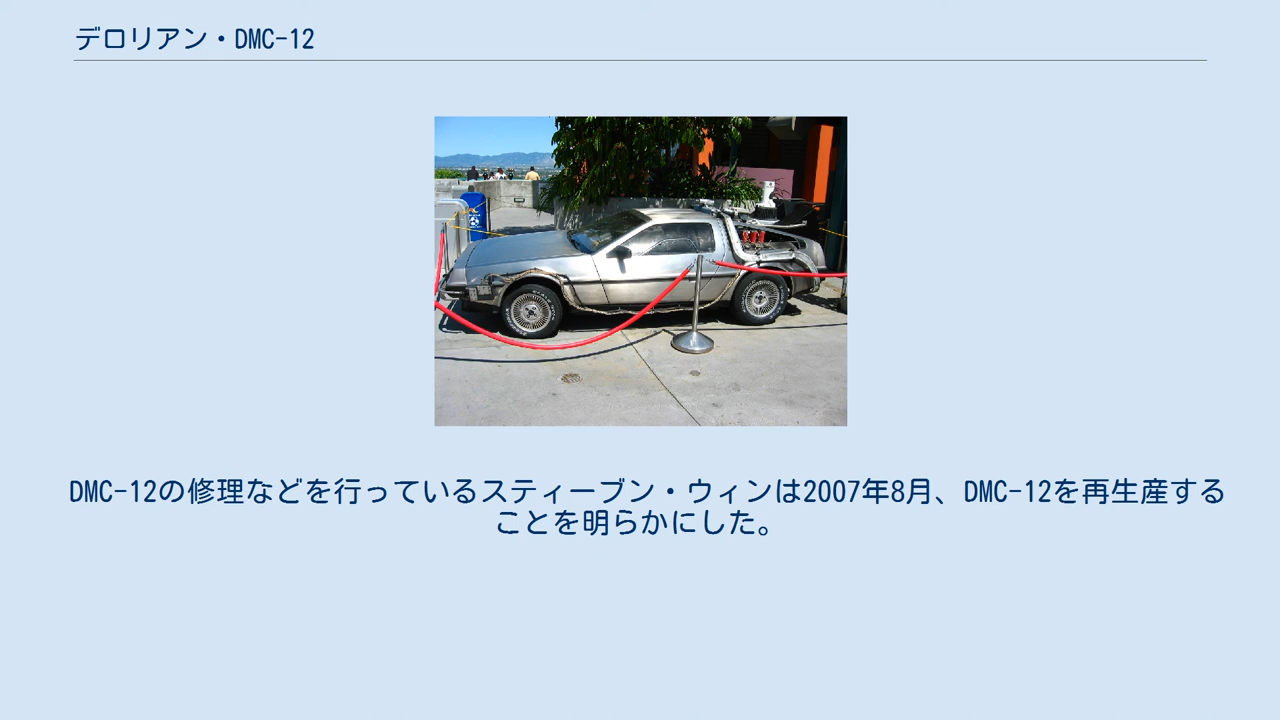 デロリアン・DMC-12
DMC-12の修理などを行っているスティーブン・ウィンは2007年8月、DMC-12を再生産する
ことを明らかにした。